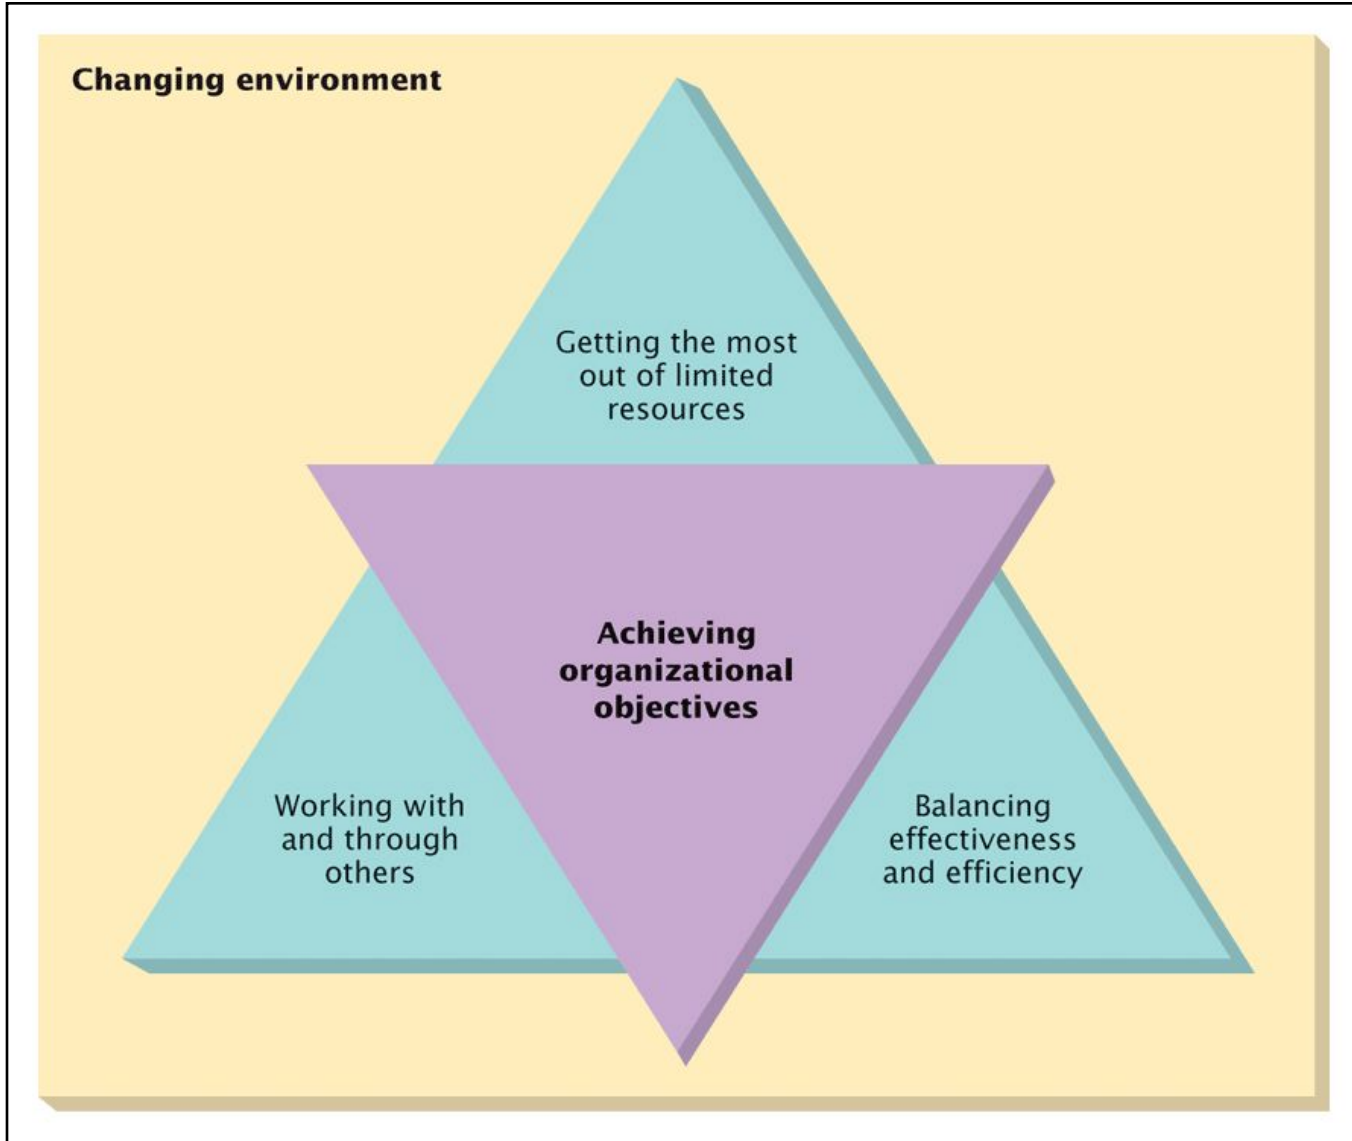 Changing environment
Getting the most
out of limited
resources
Achieving
organizational
objectives
Working with
and through
others
Balancing
effectiveness
and efficiency